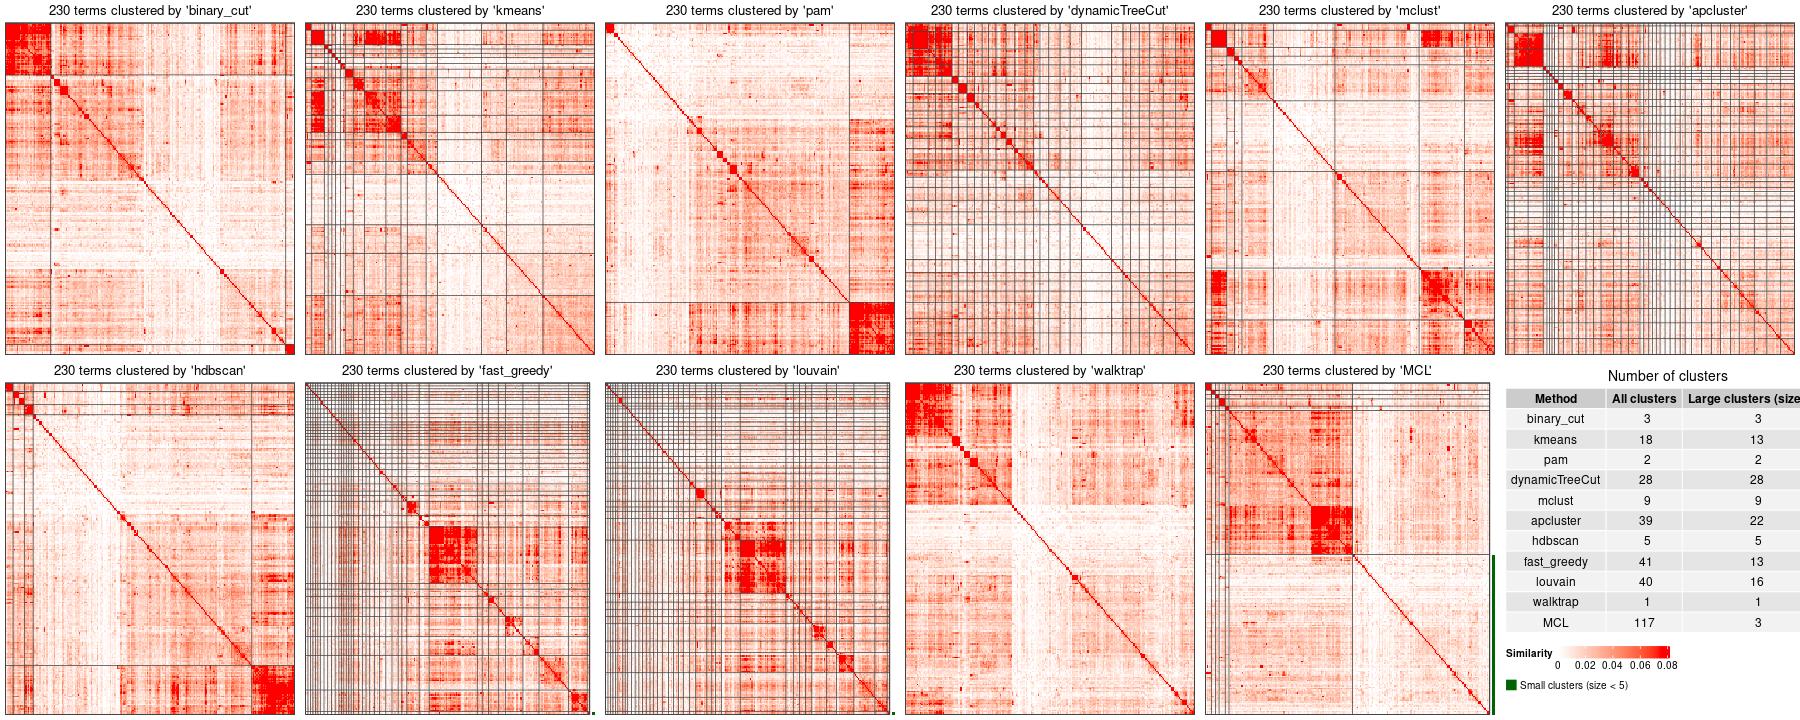 230 terms clustered by 'binary_cut'
230 terms clustered by 'kmeans'
230 terms clustered by 'pam'
230 terms clustered by 'dynamicTreeCut'
230 terms clustered by 'mclust'
230 terms clustered by 'apcluster'
230 terms clustered by 'hdbscan'
230 terms clustered by 'fast_greedy'
230 terms clustered by 'louvain'
230 terms clustered by 'walktrap'
230 terms clustered by 'MCL'
Number of clusters
Method All clusters Large clusters (size
binary_cut 3 3
kmeans 18 13
pam 2 2
dynamicTreeCut 28 28
mclust 9 9
apcluster 39 22
hdbscan 5 5
fast_greedy 41 13
louvain 40 16
walktrap 1 1
MCL 117 3
Similarity
0 0.02 0.04 0.06 0.08
Small clusters (size < 5)